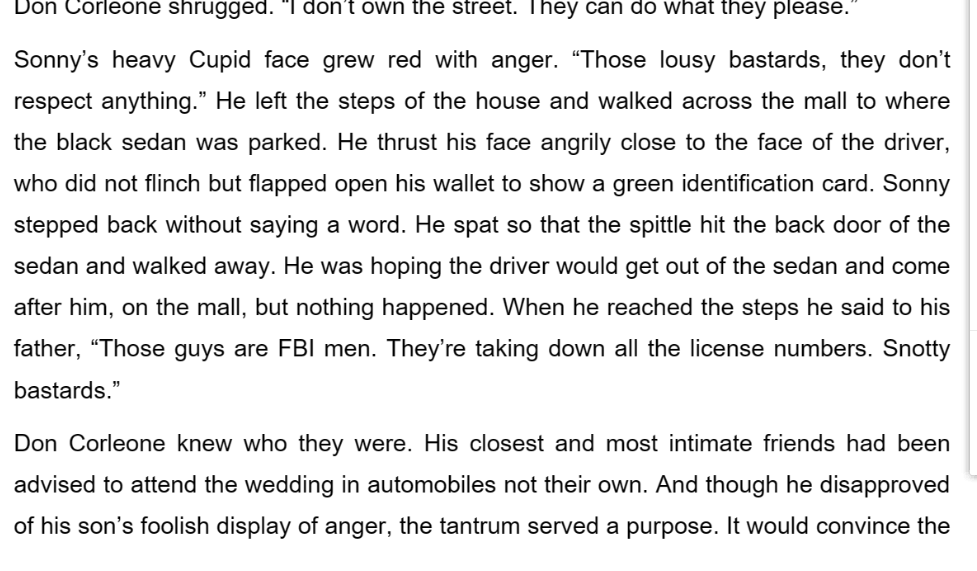 Don Corleone shrugged. “I don’t own the street. They can do what they please.”
Sonny’s heavy Cupid face grew red with anger. “Those lousy bastards, they don’t
respect anything.” He left the steps of the house and walked across the mall to where
the black sedan was parked. He thrust his face angrily close to the face of the driver,
who did not flinch but flapped open his wallet to show a green identification card. Sonny
stepped back without saying a word. He spat so that the spittle hit the back door of the
sedan and walked away. He was hoping the driver would get out of the sedan and come
after him, on the mall, but nothing happened. When he reached the steps he said to his
father, “Those guys are FBI men. They’re taking down all the license numbers. Snotty
bastards.”
Don Corleone knew who they were. His closest and most intimate friends had been
advised to attend the wedding in automobiles not their own. And though he disapproved
of his son’s foolish display of anger, the tantrum served a purpose. It would convince the